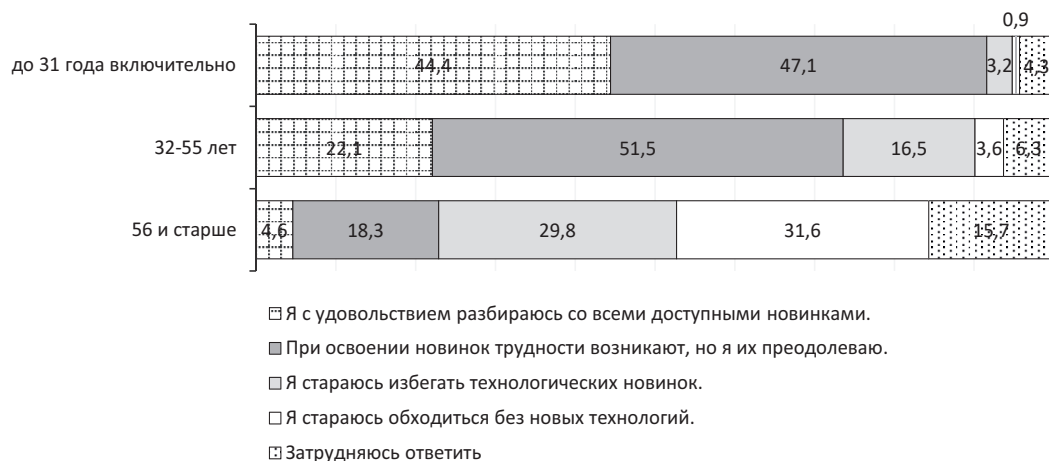 0,9
до 31 года включительно 44,4 47,1 3,2 4,3
32-55 лет 22,1 51,5 16,5 3,6 6,3
56 и старше 4,6 18,3 29,8 31,6 15,7
Я с удовольствием разбираюсь со всеми доступными новинками.
При освоении новинок трудности возникают, но я их преодолеваю.
Я стараюсь избегать технологических новинок.
Я стараюсь обходиться без новых технологий.
Затрудняюсь ответить